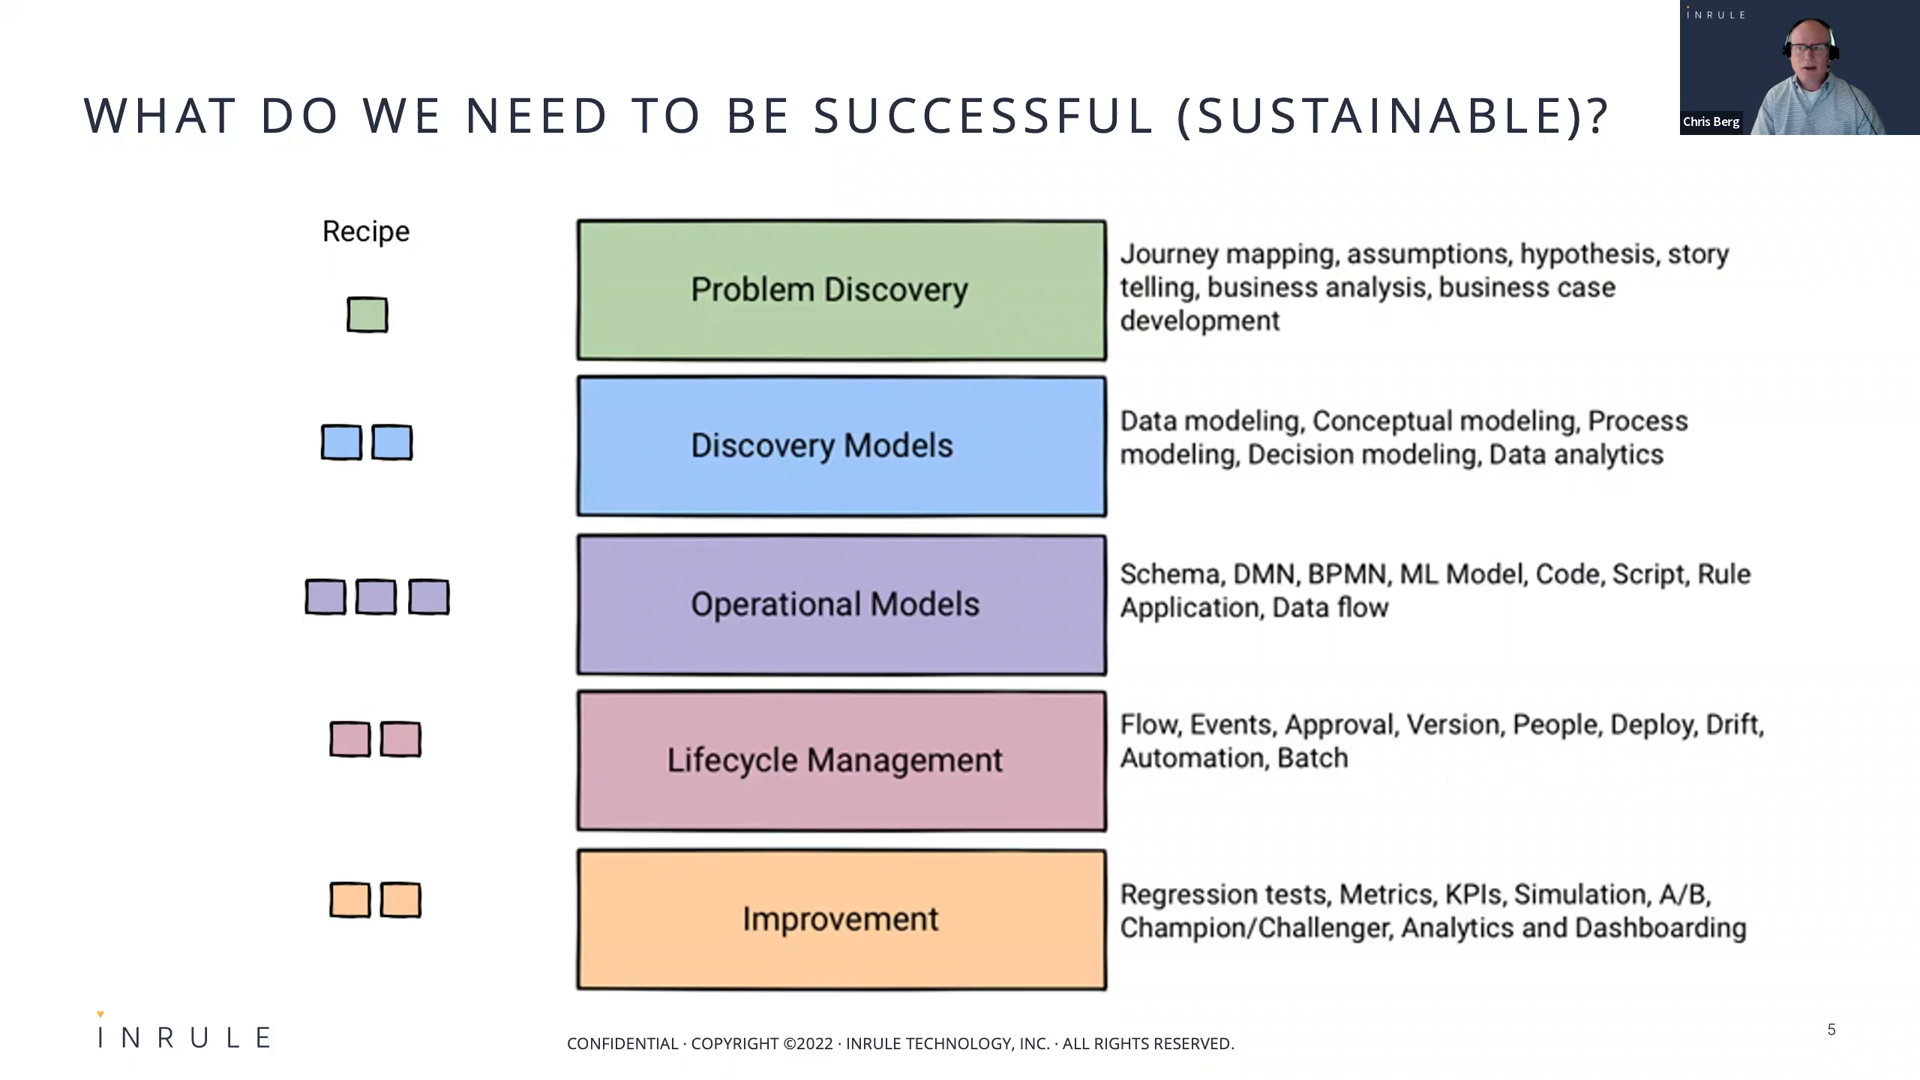 INRULE
Chris Berg
WHAT DO WE NEED TO BE SUCCESSFUL (SUSTAINABLE)?
Recipe
Problem Discovery
Journey mapping, assumptions, hypothesis, story
telling, business analysis, business case
development
Discovery Models
Data modeling, Conceptual modeling, Process
modeling, Decision modeling, Data analytics
Operational Models
Schema, DMN, BPMN, ML Model, Code, Script, Rule
Application, Data flow
Lifecycle Management
Flow, Events, Approval, Version, People, Deploy, Drift,
Automation, Batch
Improvement
Regression tests, Metrics, KPIs, Simulation, A/B,
Champion/Challenger, Analytics and Dashboarding
INRULE
CONFIDENTIAL · COPYRIGHT ©2022 · INRULE TECHNOLOGY, INC. · ALL RIGHTS RESERVED.
5